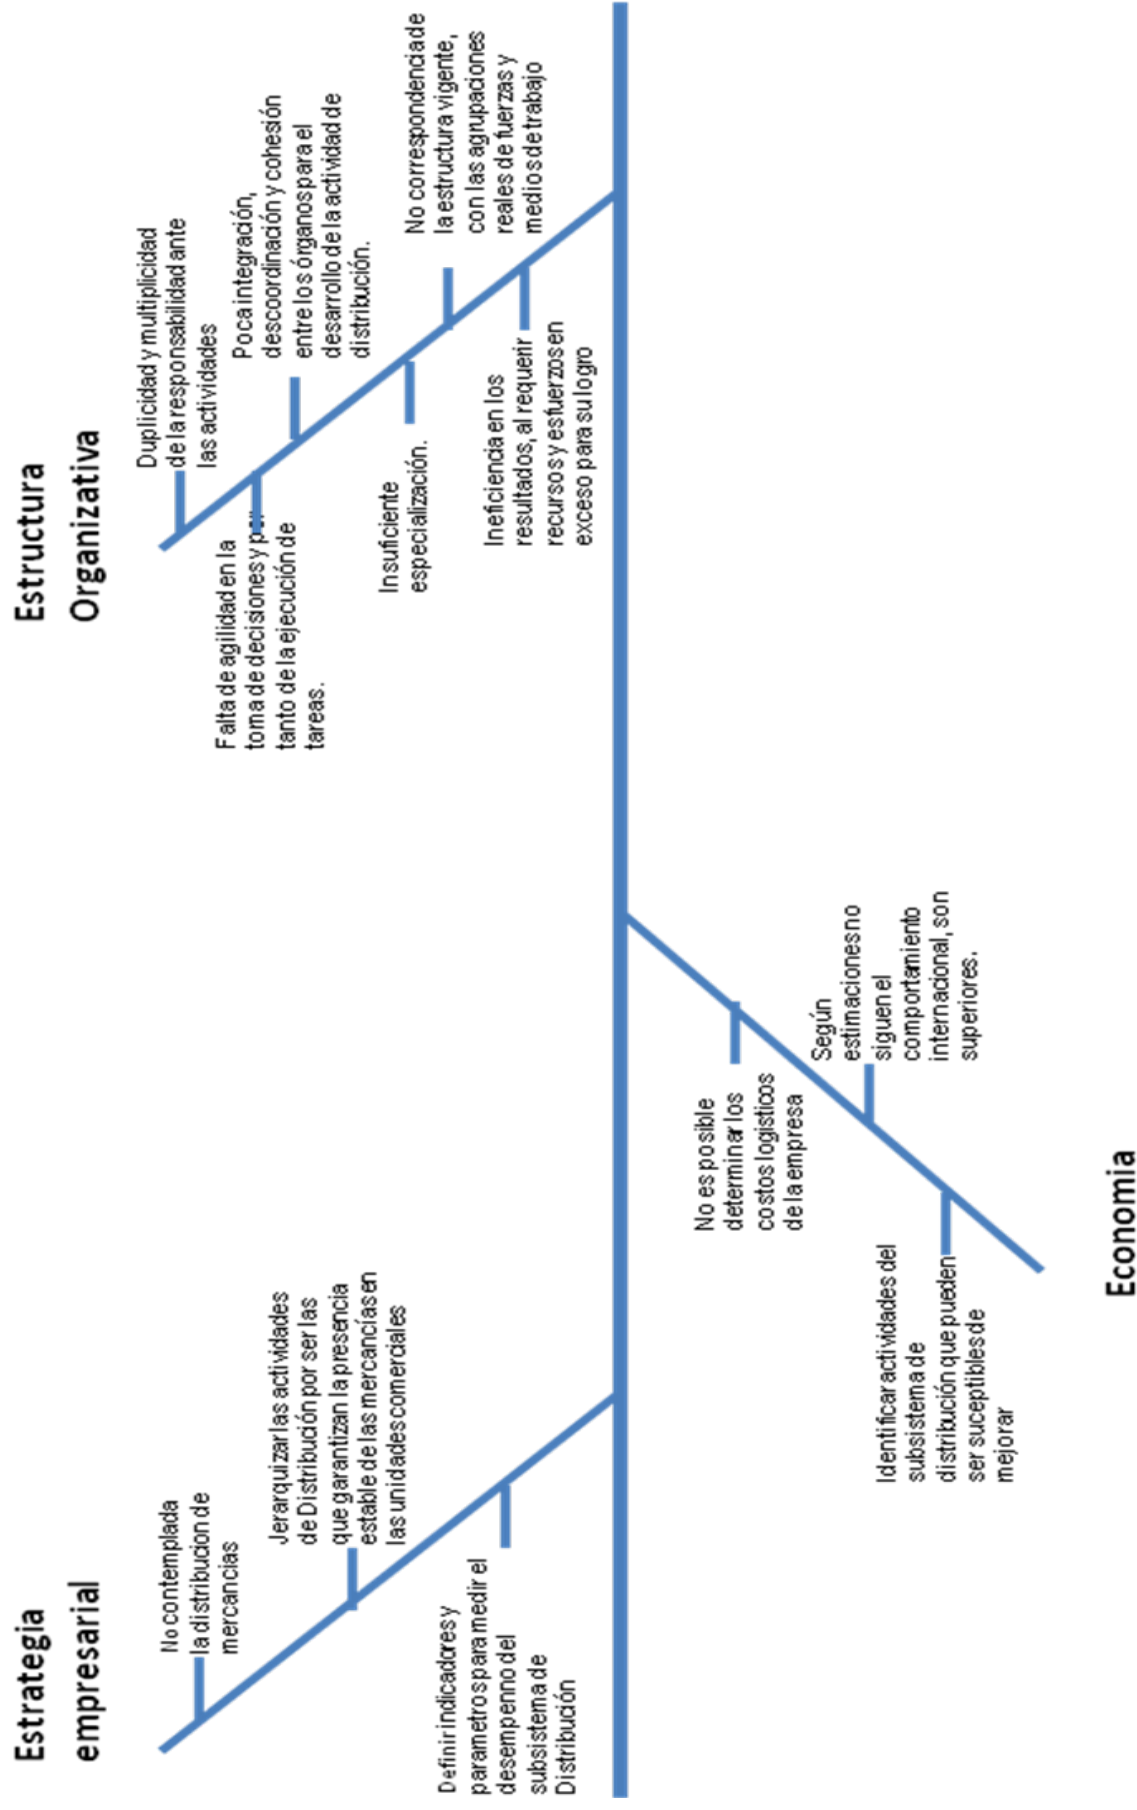 Estrategia
empresarial
No contemplada
la distribucion de
mercancias
Jerarquizar las actividades
de Distribución por ser las
que garantizan la presencia
estable de las mercancías en
las unidades comerciales
Definir indicadores y
parametros para medir el
desempenno del
subsistema de
Distribución
Estructura
Organizativa
Duplicidad y multiplicidad
de la responsabilidad ante
las actividades
Falta de agilidad en la
toma de decisiones y por
tanto de la ejecución de
tareas.
Poca integración,
descoordinación y cohesión
entre los órganos para el
desarrollo de la actividad de
distribución.
Insuficiente
especialización.
No correspondencia de
la estructura vigente,
con las agrupaciones
reales de fuerzas y
medios de trabajo
Ineficiencia en los
resultados, al requerir
recursos y esfuerzos en
exceso para su logro
No es posible
determinar los
costos logisticos
de la empresa
Según
estimaciones no
siguen el
comportamiento
internacional, son
superiores.
Identificar actividades del
subsistema de
distribución que pueden
ser suceptibles de
mejorar
Economia